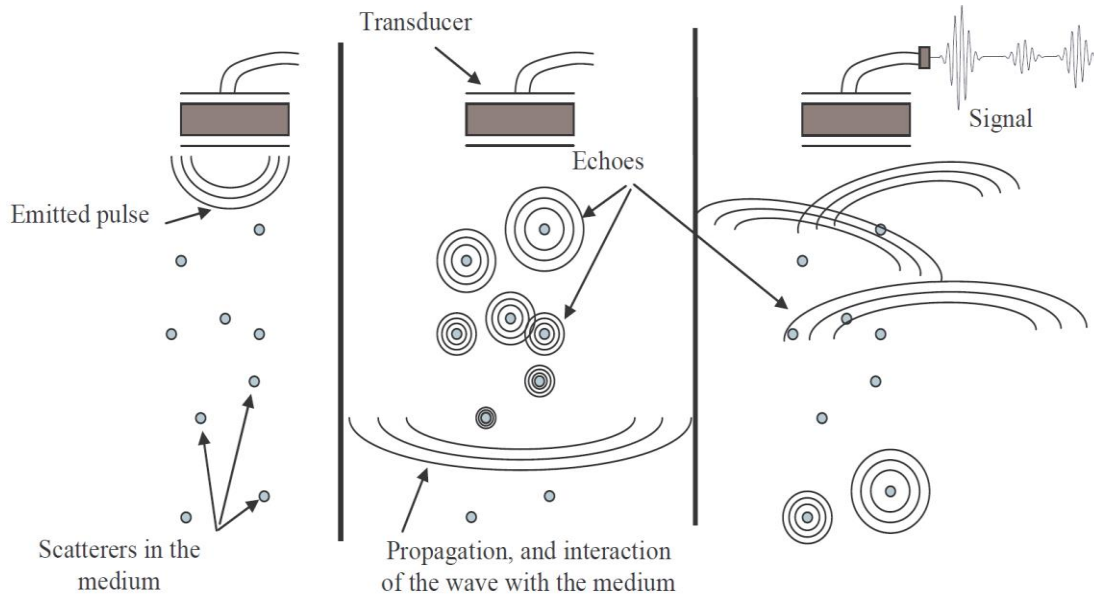 Transducer
Signal
Echoes
Emitted pulse
Scatterers in the
medium
Propagation, and interaction
of the wave with the medium